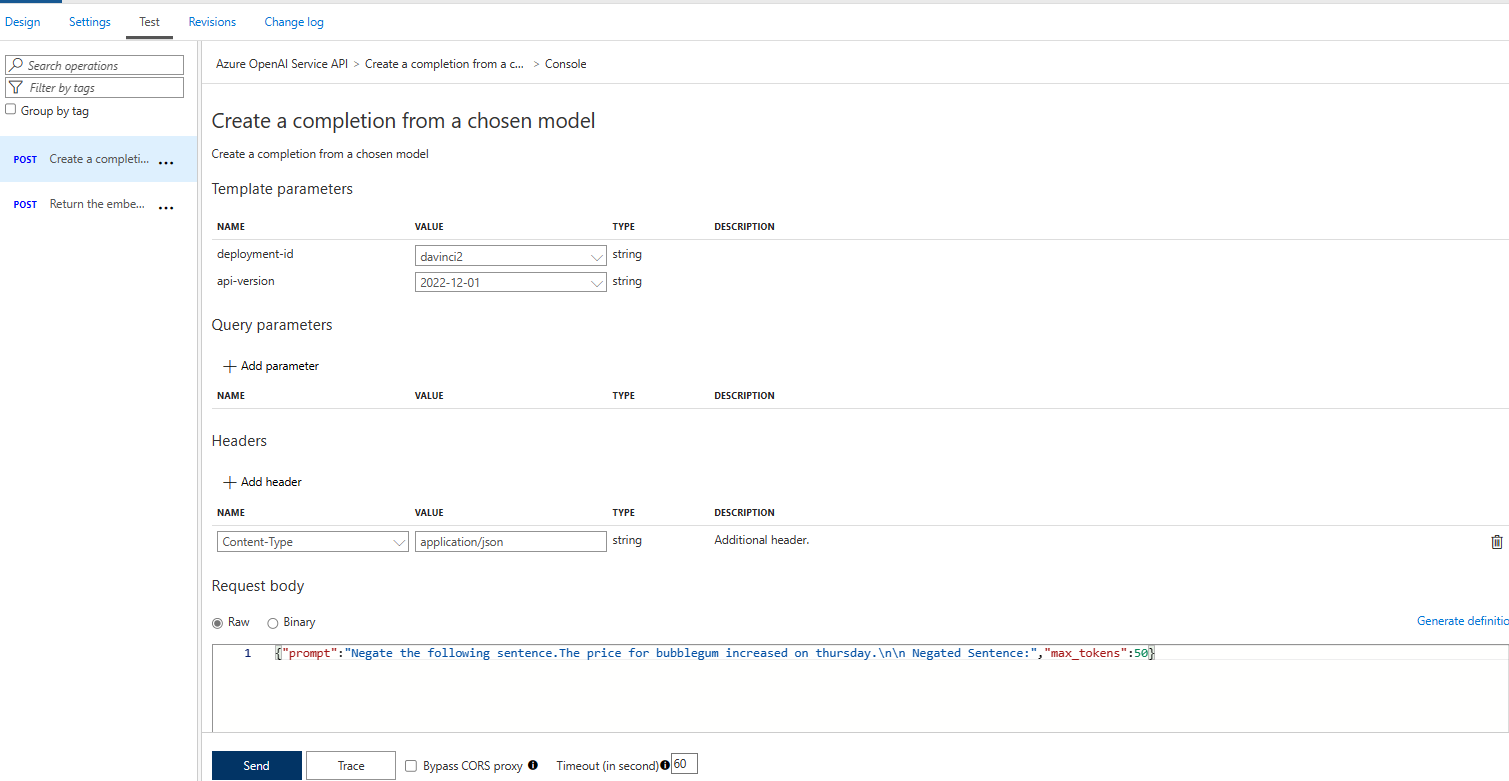 Design Settings Test Revisions Change log
Search operations
Filter by tags
Group by tag
POST Create a completi... ...
POST Return the embe... ...
Azure OpenAI Service API > Create a completion from a c... > Console
Create a completion from a chosen model
Create a completion from a chosen model
Template parameters
NAME VALUE TYPE DESCRIPTION
deployment-id davinci2 string
api-version 2022-12-01 string
Query parameters
+ Add parameter
NAME VALUE TYPE DESCRIPTION
Headers
+ Add header
NAME VALUE TYPE DESCRIPTION
Content-Type application/json string Additional header.
Request body
Raw Binary Generate definitio
1 {"prompt":"Negate the following sentence.The price for bubblegum increased on thursday.\n\n Negated Sentence:","max_tokens":50}
Send Trace Bypass CORS proxy Timeout (in second) 60